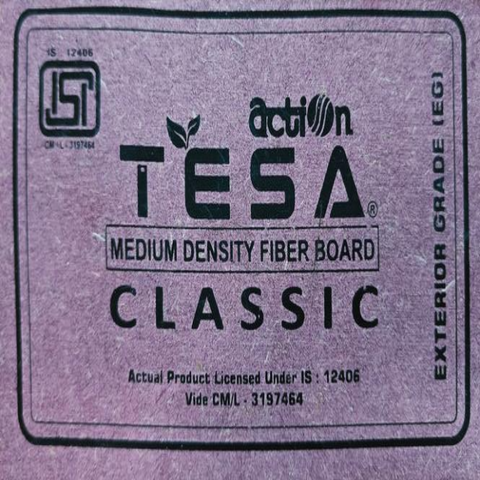 IS 12406
ISI
CM/L - 3197464
action
TESA®
MEDIUM DENSITY FIBER BOARD
CLASSIC
Actual Product Licensed Under IS : 12406
Vide CM/L - 3197464
EXTERIOR GRADE (EG)